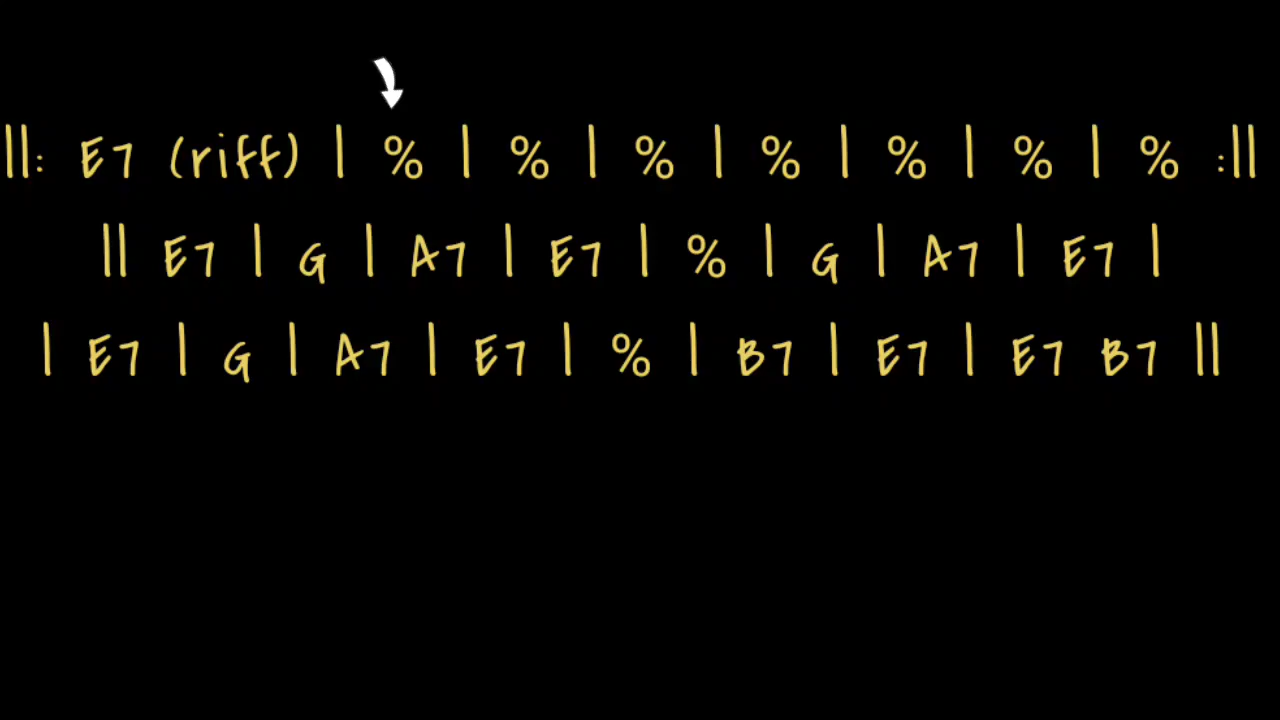 ||: E7 (riff) | % | % | % | % | % | % | % :||
|| E7 | G | A7 | E7 | % | G | A7 | E7 |
| E7 | G | A7 | E7 | % | B7 | E7 | E7 B7 ||